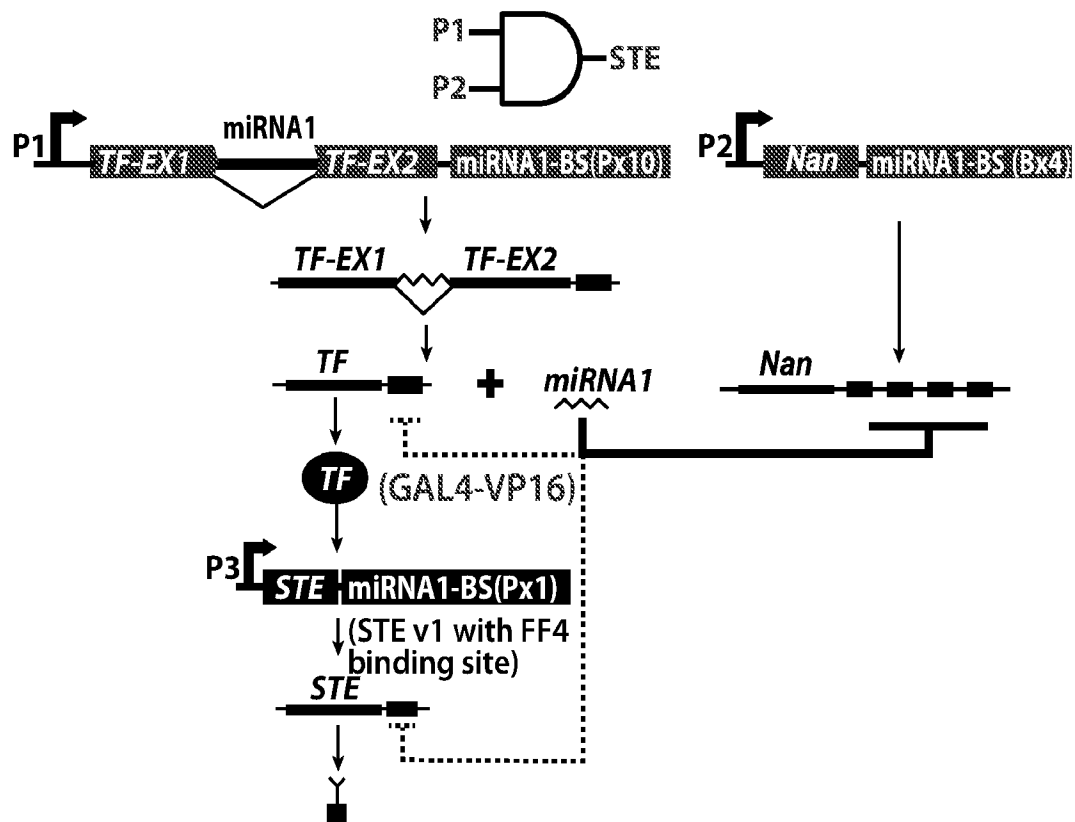 P1
P2
STE
P1
miRNA1
TF-EX1
TF-EX2
miRNA1-BS(Px10)
P2
Nan
miRNA1-BS (Bx4)
TF-EX1
TF-EX2
TF
+
miRNA1
Nan
TF
(GAL4-VP16)
P3
STE
miRNA1-BS(Px1)
(STE v1 with FF4
binding site)
STE